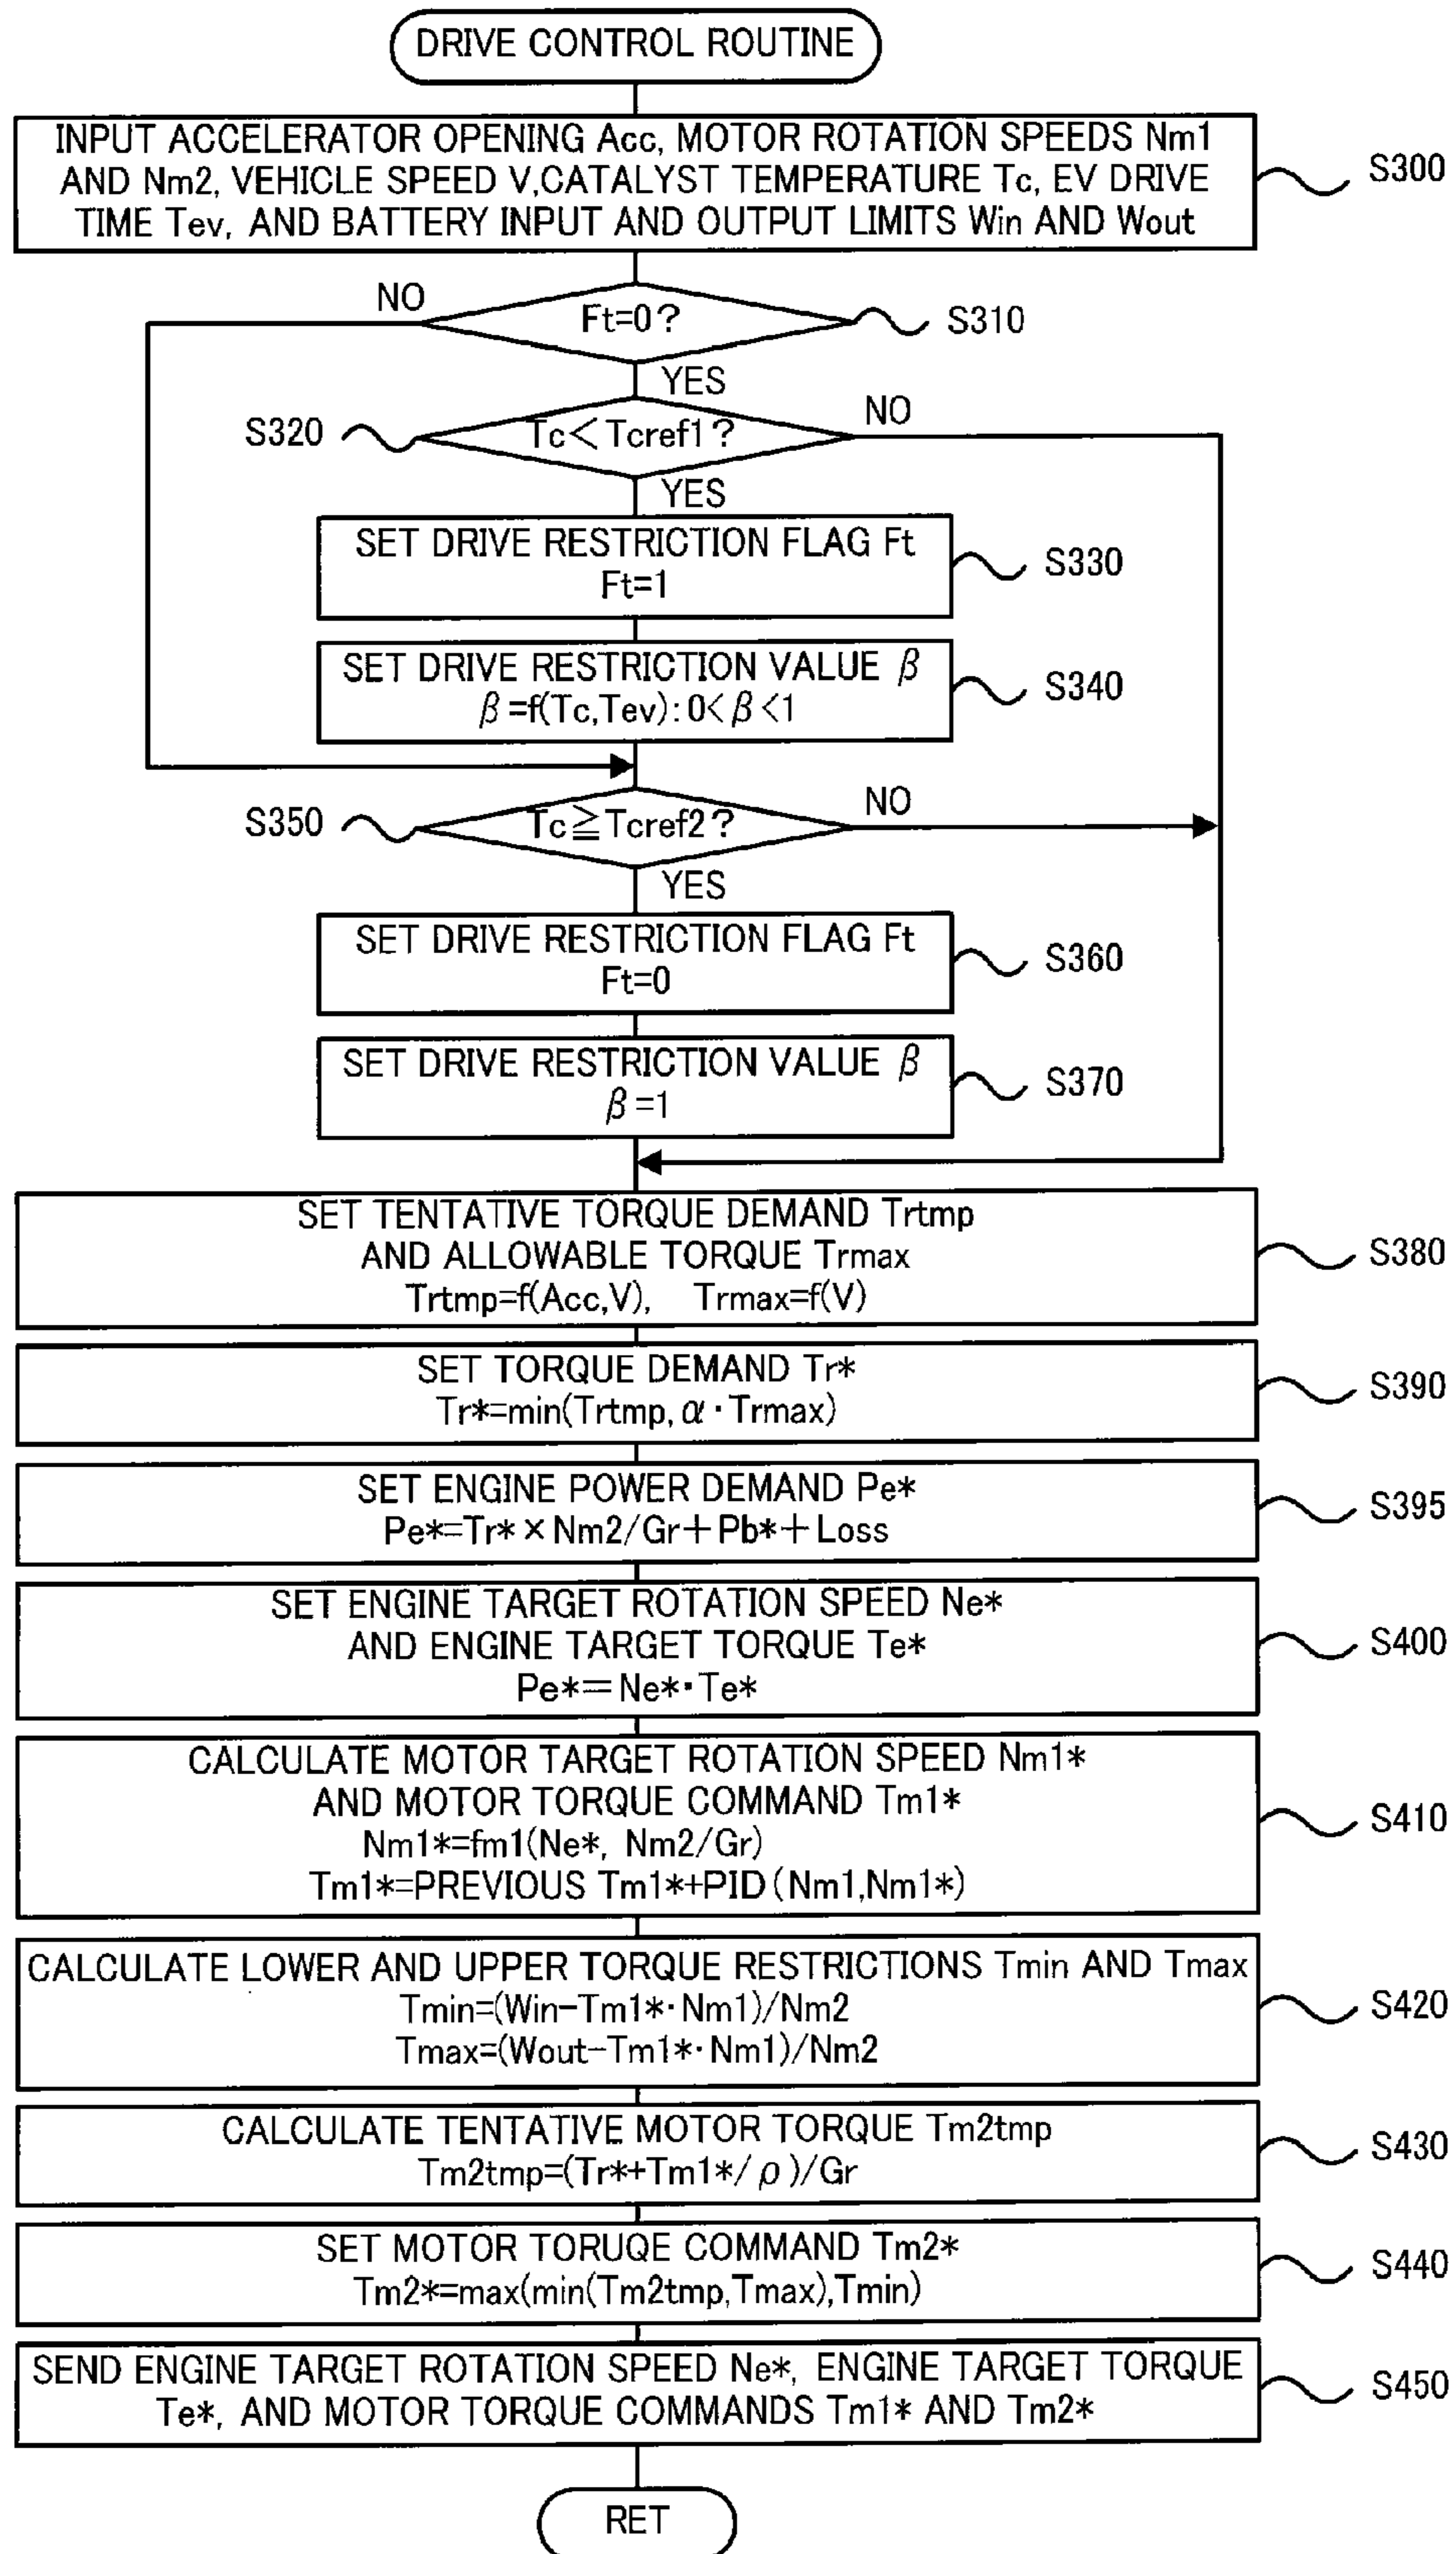 DRIVE CONTROL ROUTINE
INPUT ACCELERATOR OPENING Acc, MOTOR ROTATION SPEEDS Nm1
AND Nm2, VEHICLE SPEED V,CATALYST TEMPERATURE Tc, EV DRIVE
TIME Tev, AND BATTERY INPUT AND OUTPUT LIMITS Win AND Wout
S300
NO
Ft=0?
S310
YES
S320
Tc<Tcref1?
NO
YES
SET DRIVE RESTRICTION FLAG Ft
Ft=1
S330
SET DRIVE RESTRICTION VALUE β
β=f(Tc,Tev):0<β<1
S340
S350
Tc≧Tcref2?
NO
YES
SET DRIVE RESTRICTION FLAG Ft
Ft=0
S360
SET DRIVE RESTRICTION VALUE β
β=1
S370
SET TENTATIVE TORQUE DEMAND Trtmp
AND ALLOWABLE TORQUE Trmax
Trtmp=f(Acc,V), Trmax=f(V)
S380
SET TORQUE DEMAND Tr*
Tr*=min(Trtmp,α·Trmax)
S390
SET ENGINE POWER DEMAND Pe*
Pe*=Tr*×Nm2/Gr+Pb*+Loss
S395
SET ENGINE TARGET ROTATION SPEED Ne*
AND ENGINE TARGET TORQUE Te*
Pe*=Ne*·Te*
S400
CALCULATE MOTOR TARGET ROTATION SPEED Nm1*
AND MOTOR TORQUE COMMAND Tm1*
Nm1*=fm1(Ne*, Nm2/Gr)
Tm1*=PREVIOUS Tm1*+PID(Nm1,Nm1*)
S410
CALCULATE LOWER AND UPPER TORQUE RESTRICTIONS Tmin AND Tmax
Tmin=(Win-Tm1*·Nm1)/Nm2
Tmax=(Wout-Tm1*·Nm1)/Nm2
S420
CALCULATE TENTATIVE MOTOR TORQUE Tm2tmp
Tm2tmp=(Tr*+Tm1*/ρ)/Gr
S430
SET MOTOR TORUQE COMMAND Tm2*
Tm2*=max(min(Tm2tmp,Tmax),Tmin)
S440
SEND ENGINE TARGET ROTATION SPEED Ne*, ENGINE TARGET TORQUE
Te*, AND MOTOR TORQUE COMMANDS Tm1* AND Tm2*
S450
RET